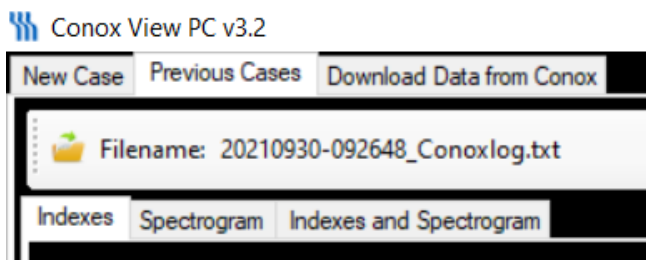 Conox View PC v3.2
New Case Previous Cases Download Data from Conox
Filename: 20210930-092648_Conoxlog.txt
Indexes Spectrogram Indexes and Spectrogram